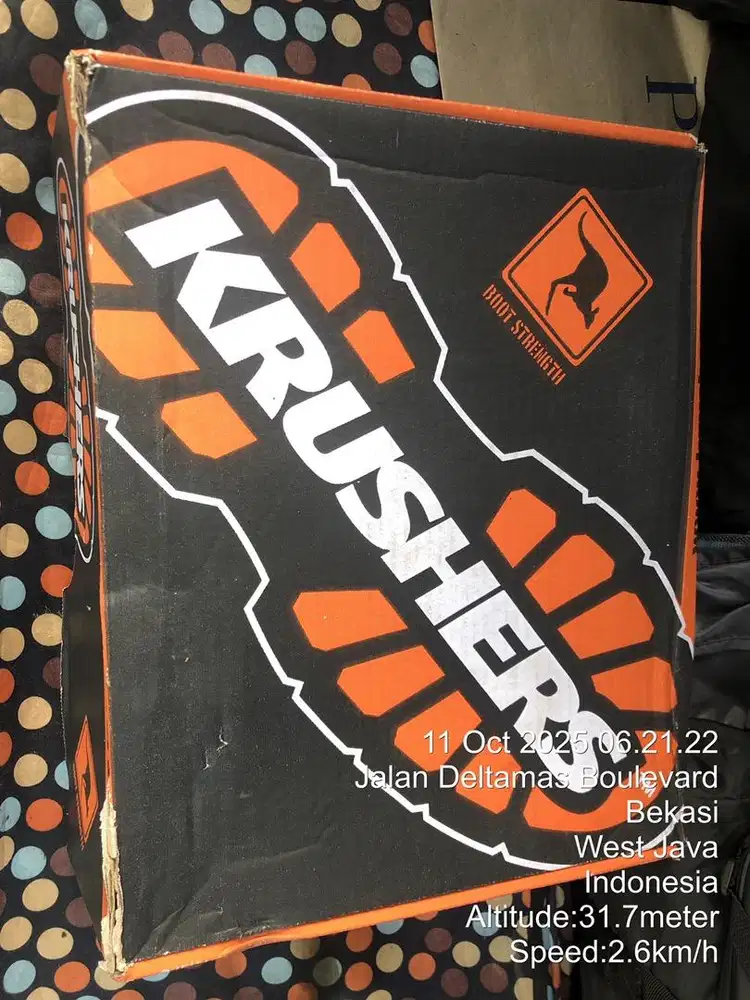 P
KRUSHERS
BOOT STRENGTH
KRUSHERS
11 Oct 2025 06.21.22
Jalan Deltamas Boulevard
Bekasi
West Java
Indonesia
Altitude:31.7meter
Speed:2.6km/h